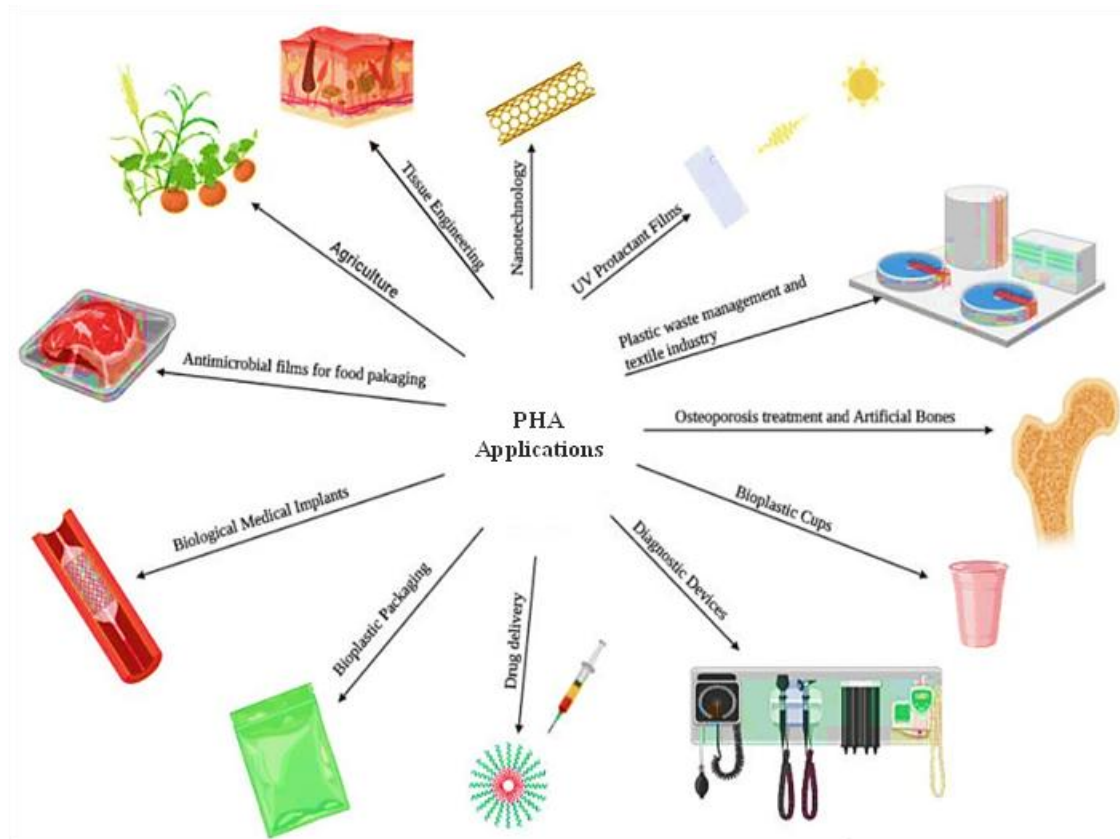 Tissue Engineering
Nanotechnology
UV Protactant Films
Agriculture
Plastic waste management and
textile industry
Antimicrobial films for food pakaging
Osteoporosis treatment and Artificial Bones
PHA
Applications
Biological Medical Implants
Bioplastic Cups
Bioplastic Packaging
Drug delivery
Diagnostic Devices